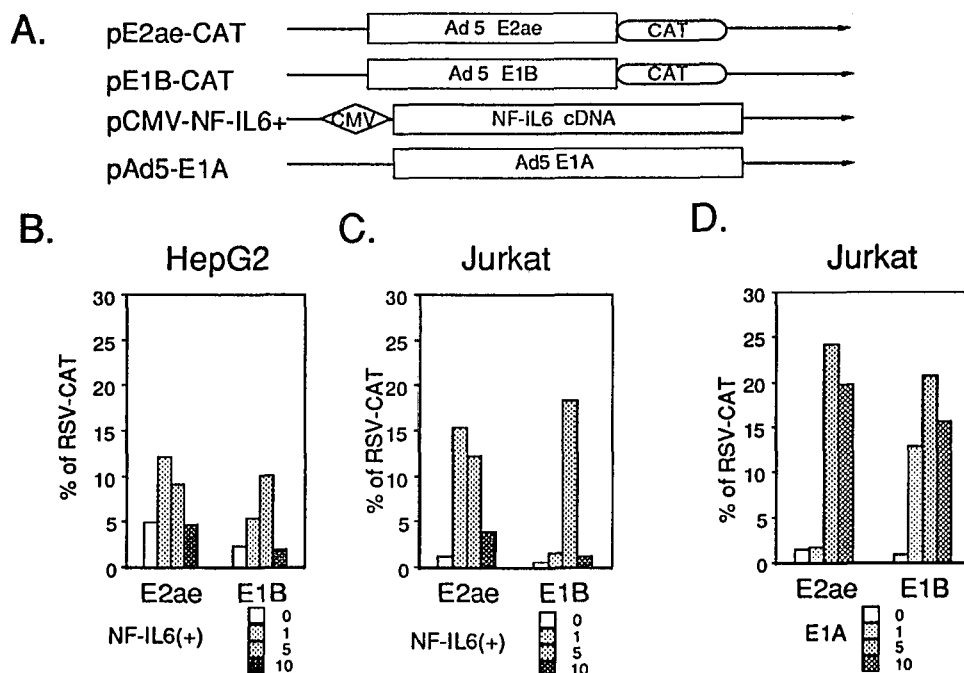 A.
pE2ae-CAT Ad 5 E2ae CAT
pE1B-CAT Ad 5 E1B CAT
pCMV-NF-IL6+ CMV NF-IL6 cDNA
pAd5-E1A Ad5 E1A
B. C. D.
HepG2 Jurkat Jurkat
% of RSV-CAT % of RSV-CAT % of RSV-CAT
30 30 30
25 25 25
20 20 20
15 15 15
10 10 10
5 5 5
0 0 0
E2ae E1B E2ae E1B E2ae E1B
NF-IL6(+) NF-IL6(+) E1A
0 0 0
1 1 1
5 5 5
10 10 10